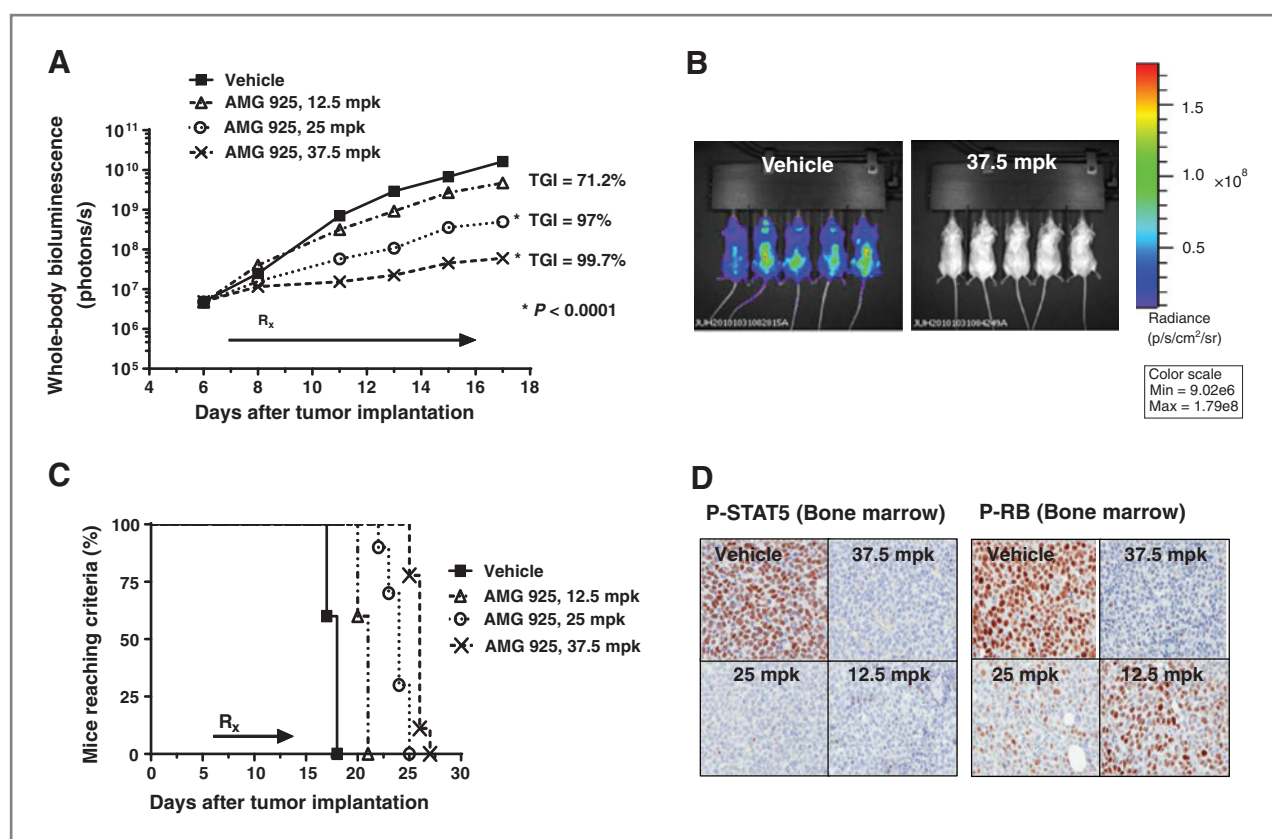 A
Vehicle
AMG 925, 12.5 mpk
AMG 925, 25 mpk
AMG 925, 37.5 mpk
Whole-body bioluminescence
(photons/s)
10¹¹
10¹⁰
10⁹
10⁸
10⁷
10⁶
10⁵
TGI = 71.2%
* TGI = 97%
* TGI = 99.7%
* P < 0.0001
Rx
4 6 8 10 11 13 14 16 18
Days after tumor implantation
B
Vehicle
37.5 mpk
JUH20101031082815A
JUH20101031084249A
1.5
1.0
×10⁸
0.5
Radiance
(p/s/cm²/sr)
Color scale
Min = 9.02e6
Max = 1.79e8
C
Mice reaching criteria (%)
100
75
50
25
0
Rx
0 5 10 15 20 25 30
Days after tumor implantation
Vehicle
AMG 925, 12.5 mpk
AMG 925, 25 mpk
AMG 925, 37.5 mpk
D
P-STAT5 (Bone marrow)
Vehicle
37.5 mpk
25 mpk
12.5 mpk
P-RB (Bone marrow)
Vehicle
37.5 mpk
25 mpk
12.5 mpk